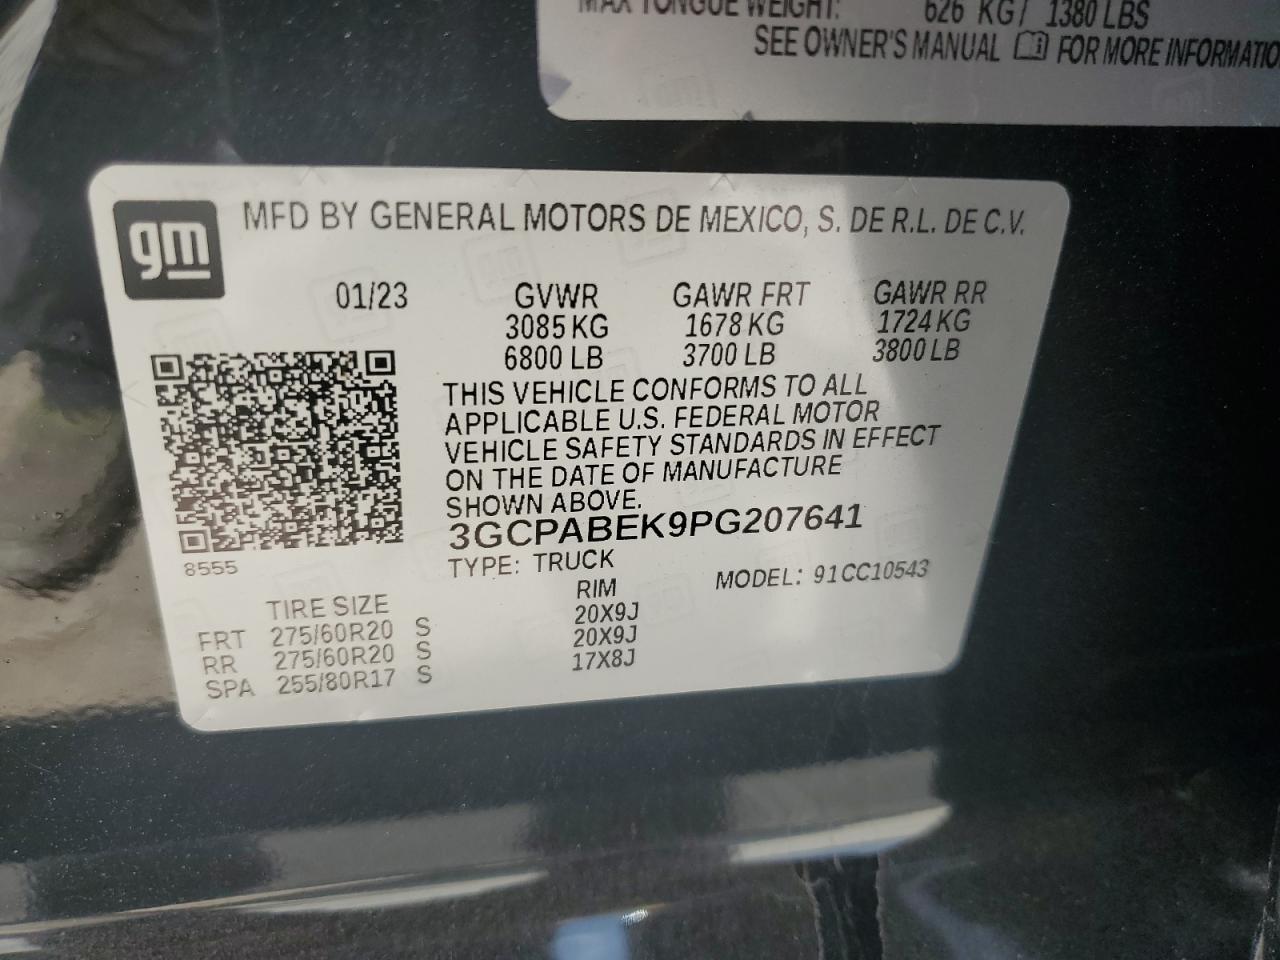 MAX TONGUE WEIGHT: 626 KG/ 1380 LBS
SEE OWNER'S MANUAL FOR MORE INFORMATIO
gm
MFD BY GENERAL MOTORS DE MEXICO, S. DE R.L. DE C.V.
01/23 GVWR GAWR FRT GAWR RR
3085 KG 1678 KG 1724 KG
6800 LB 3700 LB 3800 LB
THIS VEHICLE CONFORMS TO ALL
APPLICABLE U.S. FEDERAL MOTOR
VEHICLE SAFETY STANDARDS IN EFFECT
ON THE DATE OF MANUFACTURE
SHOWN ABOVE.
3GCPABEK9PG207641
8555
TYPE: TRUCK
MODEL: 91CC10543
TIRE SIZE RIM
FRT 275/60R20 S 20X9J
RR 275/60R20 S 20X9J
SPA 255/80R17 S 17X8J